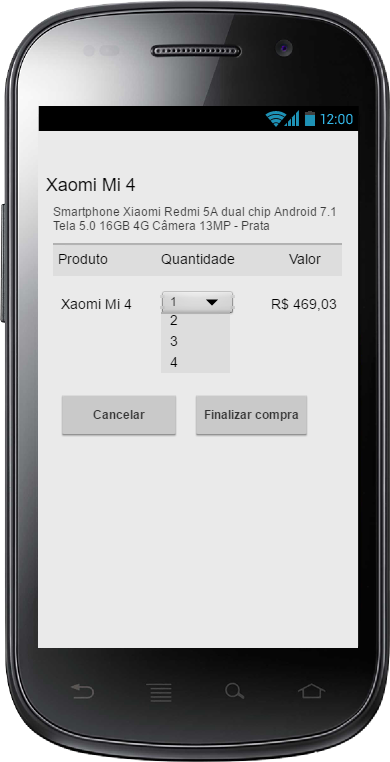 12:00
Xaomi Mi 4
Smartphone Xiaomi Redmi 5A dual chip Android 7.1
Tela 5.0 16GB 4G Câmera 13MP - Prata
Produto Quantidade Valor
Xaomi Mi 4 1 R$ 469,03
2
3
4
Cancelar Finalizar compra